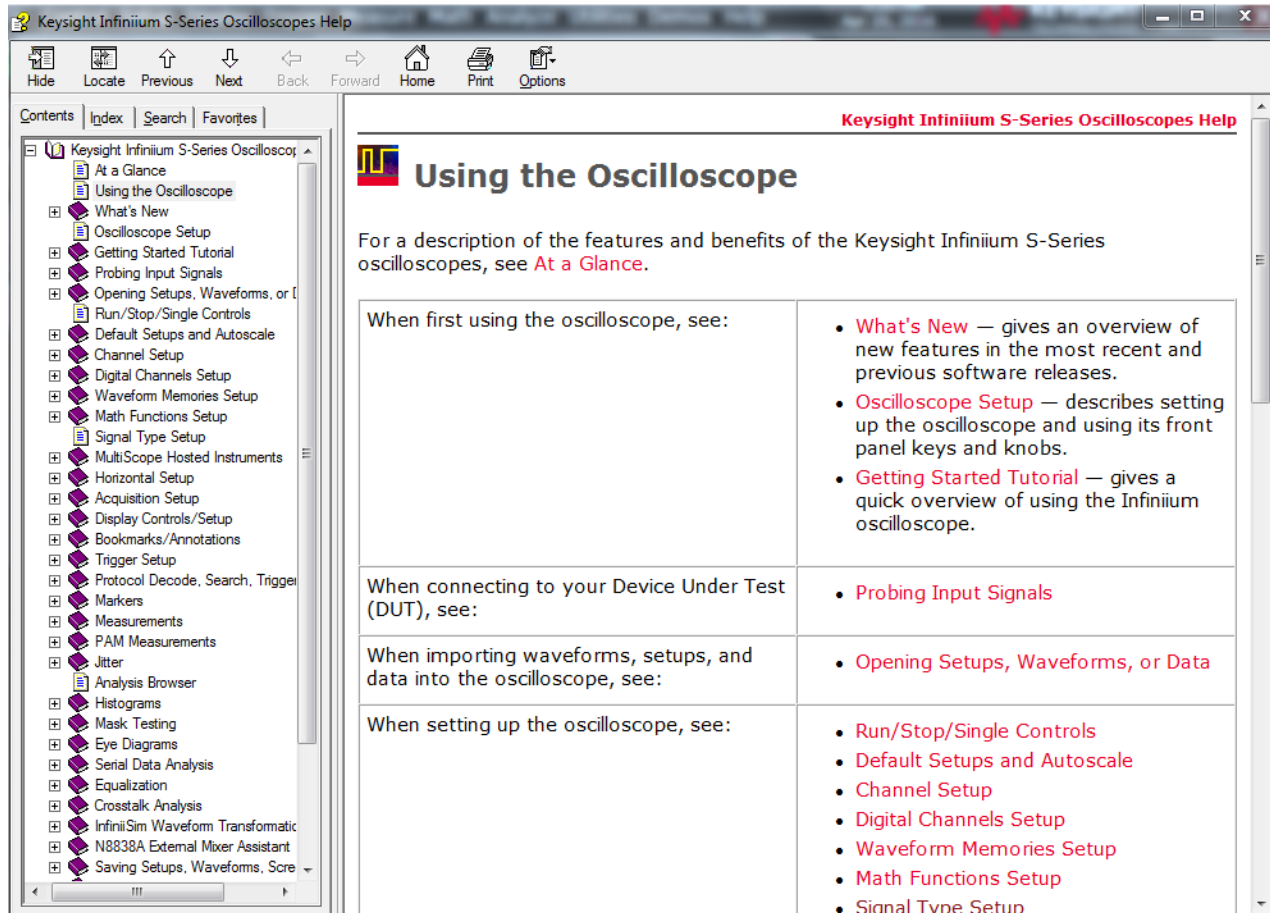 Keysight Infiniium S-Series Oscilloscopes Help
Hide Locate Previous Next Back Forward Home Print Options
Contents Index Search Favorites
Keysight Infiniium S-Series Oscilloscop
At a Glance
Using the Oscilloscope
What's New
Oscilloscope Setup
Getting Started Tutorial
Probing Input Signals
Opening Setups, Waveforms, or D
Run/Stop/Single Controls
Default Setups and Autoscale
Channel Setup
Digital Channels Setup
Waveform Memories Setup
Math Functions Setup
Signal Type Setup
MultiScope Hosted Instruments
Horizontal Setup
Acquisition Setup
Display Controls/Setup
Bookmarks/Annotations
Trigger Setup
Protocol Decode, Search, Trigger
Markers
Measurements
PAM Measurements
Jitter
Analysis Browser
Histograms
Mask Testing
Eye Diagrams
Serial Data Analysis
Equalization
Crosstalk Analysis
InfiniiSim Waveform Transformatic
N8838A External Mixer Assistant
Saving Setups, Waveforms, Scre
Keysight Infiniium S-Series Oscilloscopes Help
Using the Oscilloscope
For a description of the features and benefits of the Keysight Infiniium S-Series
oscilloscopes, see At a Glance.
When first using the oscilloscope, see:
• What's New — gives an overview of
new features in the most recent and
previous software releases.
• Oscilloscope Setup — describes setting
up the oscilloscope and using its front
panel keys and knobs.
• Getting Started Tutorial — gives a
quick overview of using the Infiniium
oscilloscope.
When connecting to your Device Under Test
(DUT), see:
• Probing Input Signals
When importing waveforms, setups, and
data into the oscilloscope, see:
• Opening Setups, Waveforms, or Data
When setting up the oscilloscope, see:
• Run/Stop/Single Controls
• Default Setups and Autoscale
• Channel Setup
• Digital Channels Setup
• Waveform Memories Setup
• Math Functions Setup
• Signal Type Setup